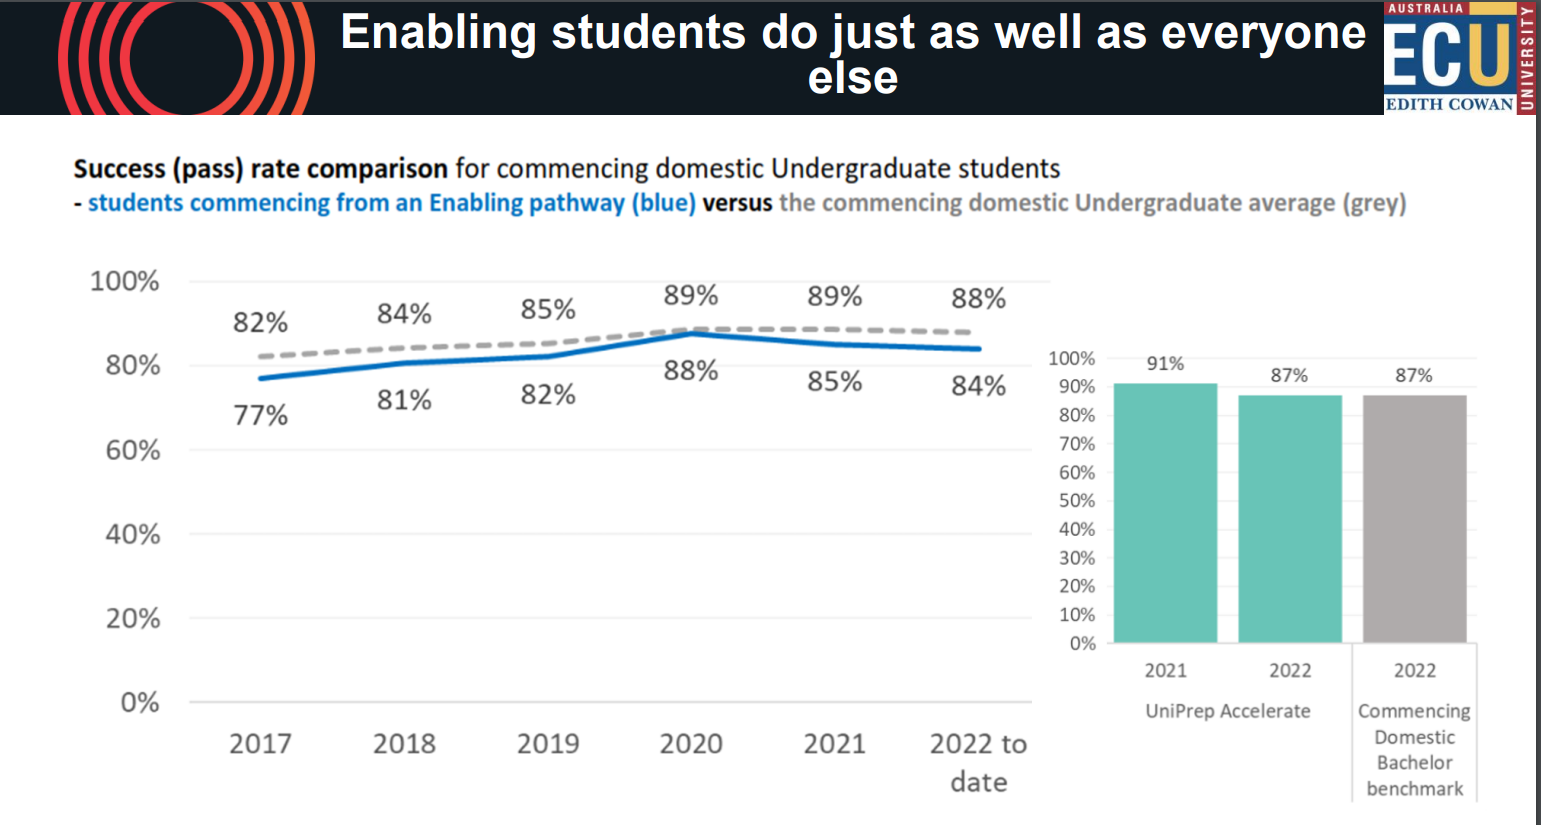 Enabling students do just as well as everyone
else
AUSTRALIA
ECU
EDITH COWAN
UNIVERSITY
Success (pass) rate comparison for commencing domestic Undergraduate students
- students commencing from an Enabling pathway (blue) versus the commencing domestic Undergraduate average (grey)
100%
80%
60%
40%
20%
0%
82%
84%
85%
89%
89%
88%
77%
81%
82%
88%
85%
84%
2017
2018
2019
2020
2021
2022 to
date
100%
90%
80%
70%
60%
50%
40%
30%
20%
10%
0%
91%
87%
87%
2021
2022
2022
UniPrep Accelerate
Commencing
Domestic
Bachelor
benchmark